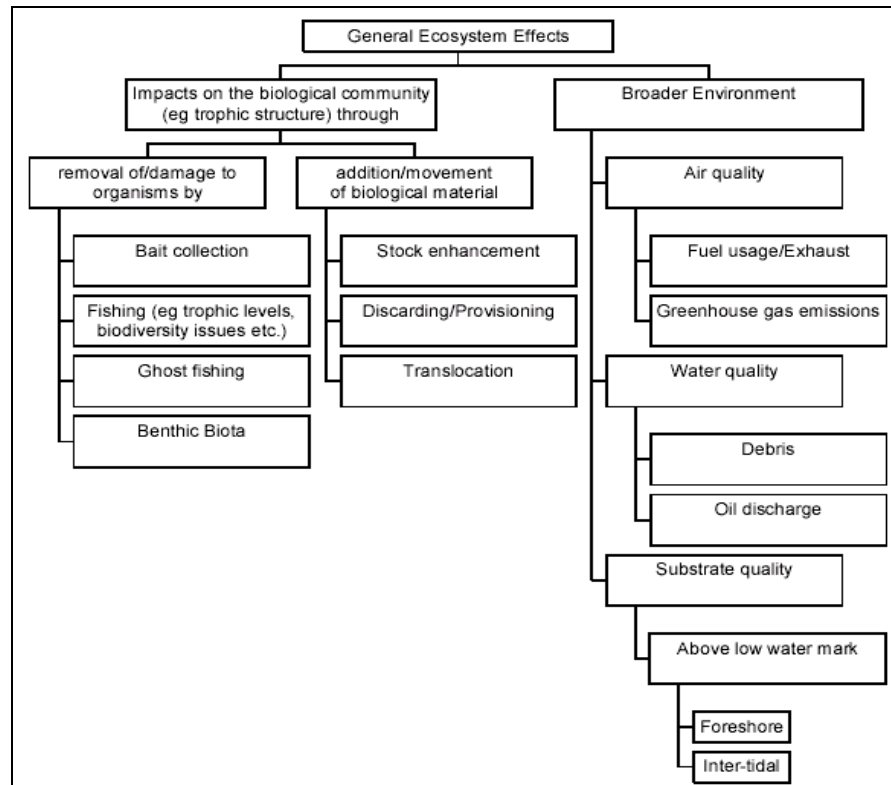 General Ecosystem Effects
Impacts on the biological community
(eg trophic structure) through
Broader Environment
removal of/damage to
organisms by
addition/movement
of biological material
Air quality
Bait collection
Stock enhancement
Fuel usage/Exhaust
Fishing (eg trophic levels,
biodiversity issues etc.)
Discarding/Provisioning
Greenhouse gas emissions
Ghost fishing
Translocation
Water quality
Benthic Biota
Debris
Oil discharge
Substrate quality
Above low water mark
Foreshore
Inter-tidal